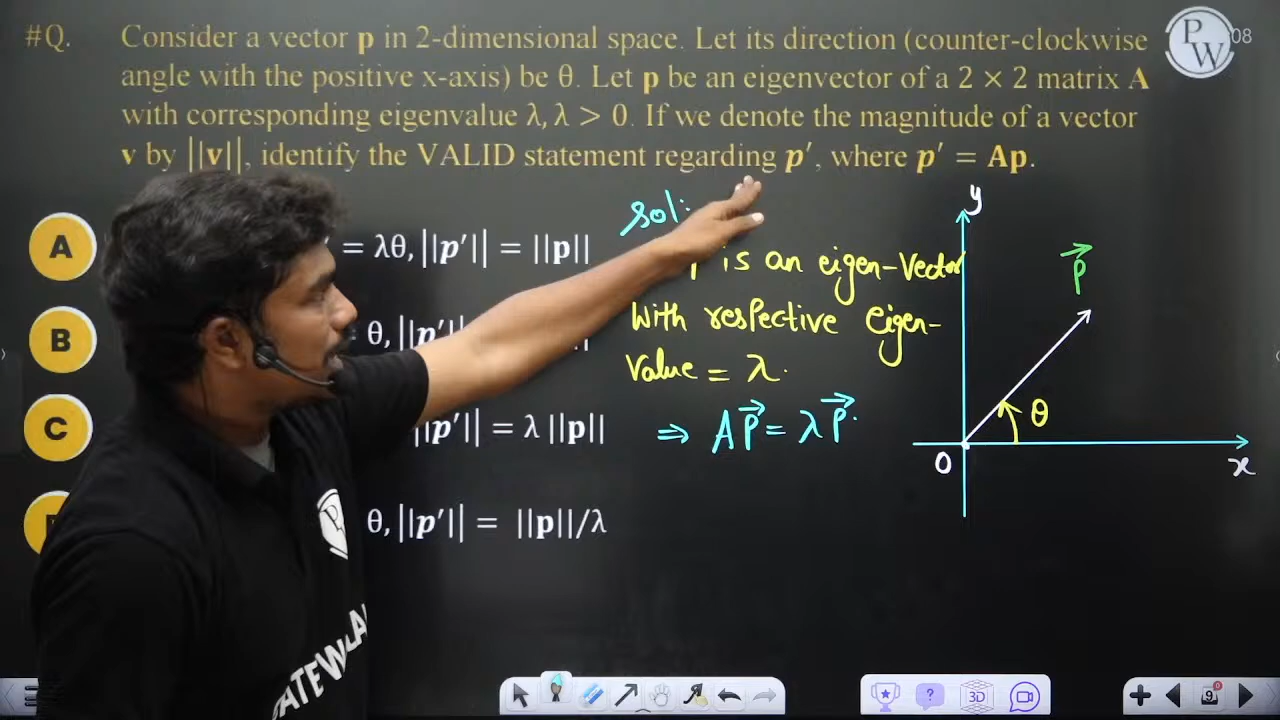 #Q. Consider a vector p in 2-dimensional space. Let its direction (counter-clockwise
angle with the positive x-axis) be θ. Let p be an eigenvector of a 2 × 2 matrix A
with corresponding eigenvalue λ, λ > 0. If we denote the magnitude of a vector
v by ||v||, identify the VALID statement regarding p′, where p′ = Ap.
PW
08
A ′ = λθ, ||p′|| = ||p||
B θ, ||p′||
C ||p′|| = λ ||p||
θ, ||p′|| = ||p||/λ
Sol:
is an eigen-Vector
With respective Eigen-
Value = λ.
⇒ Ap⃗ = λp⃗.
y
p⃗
θ
O
x
3D
9